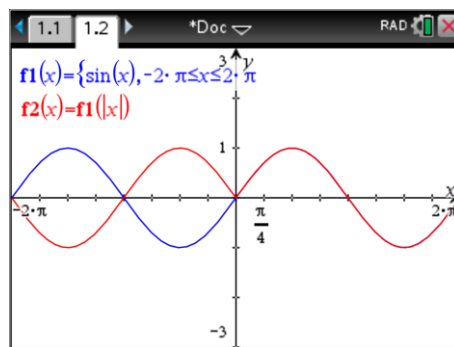 1.1 1.2 *Doc RAD
3 y
f1(x)={sin(x),-2·π≤x≤2·π
f2(x)=f1(|x|)
1
x
-2·π π/4 2·π
-3